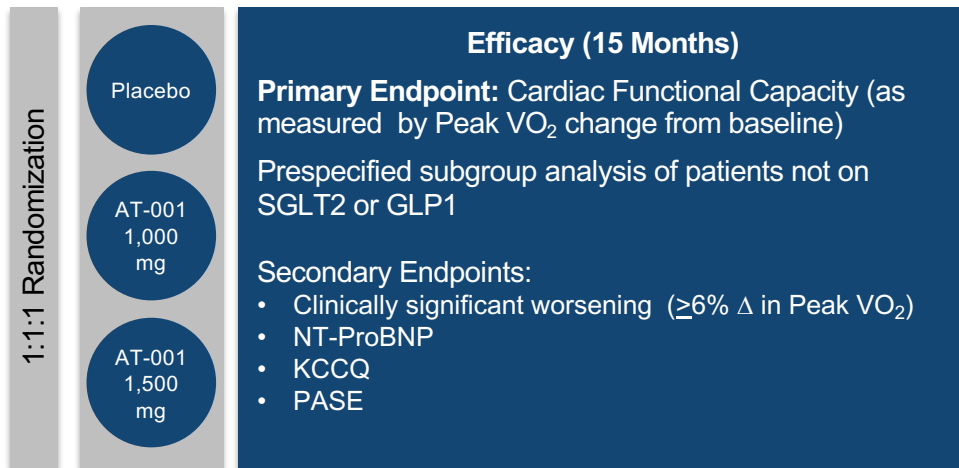 1:1:1 Randomization
Placebo
AT-001
1,000
mg
AT-001
1,500
mg
Efficacy (15 Months)
Primary Endpoint: Cardiac Functional Capacity (as
measured by Peak VO₂ change from baseline)
Prespecified subgroup analysis of patients not on
SGLT2 or GLP1
Secondary Endpoints:
• Clinically significant worsening (≥6% Δ in Peak VO₂)
• NT-ProBNP
• KCCQ
• PASE